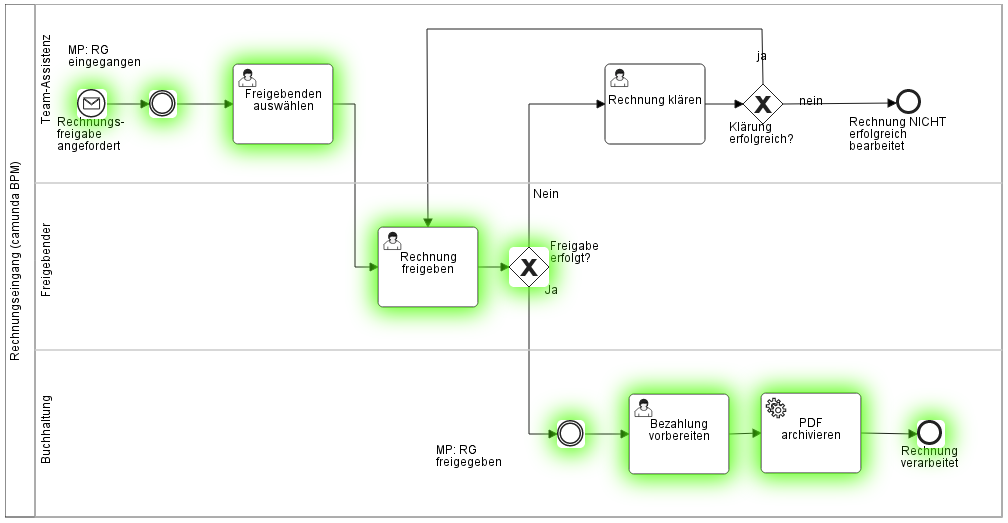 Rechnungseingang (camunda BPM)
Team-Assistenz
MP: RG
eingegangen
Rechnungs-
freigabe
angefordert
Freigebenden
auswählen
Rechnung klären
ja
Klärung
erfolgreich?
nein
Rechnung NICHT
erfolgreich
bearbeitet
Freigebender
Rechnung
freigeben
Nein
Freigabe
erfolgt?
Ja
Buchhaltung
MP: RG
freigegeben
Bezahlung
vorbereiten
PDF
archivieren
Rechnung
verarbeitet